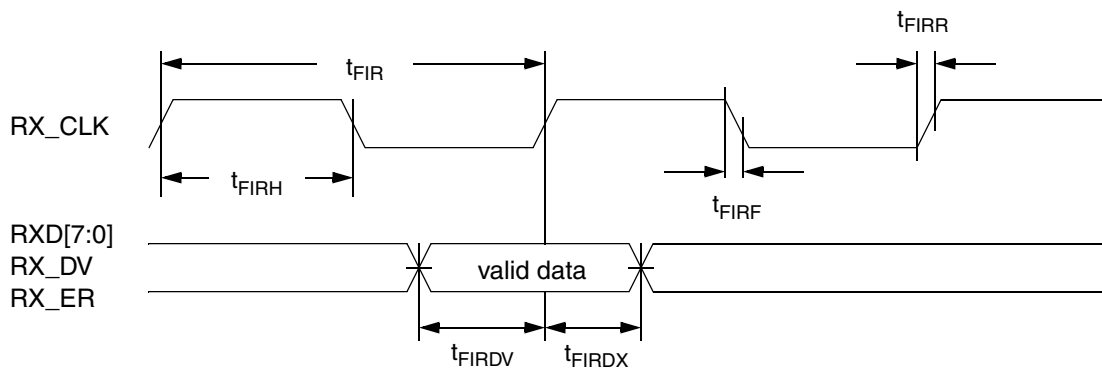 tFIRR
tFIR
RX_CLK
tFIRH
tFIRF
RXD[7:0]
RX_DV
valid data
RX_ER
tFIRDV
tFIRDX